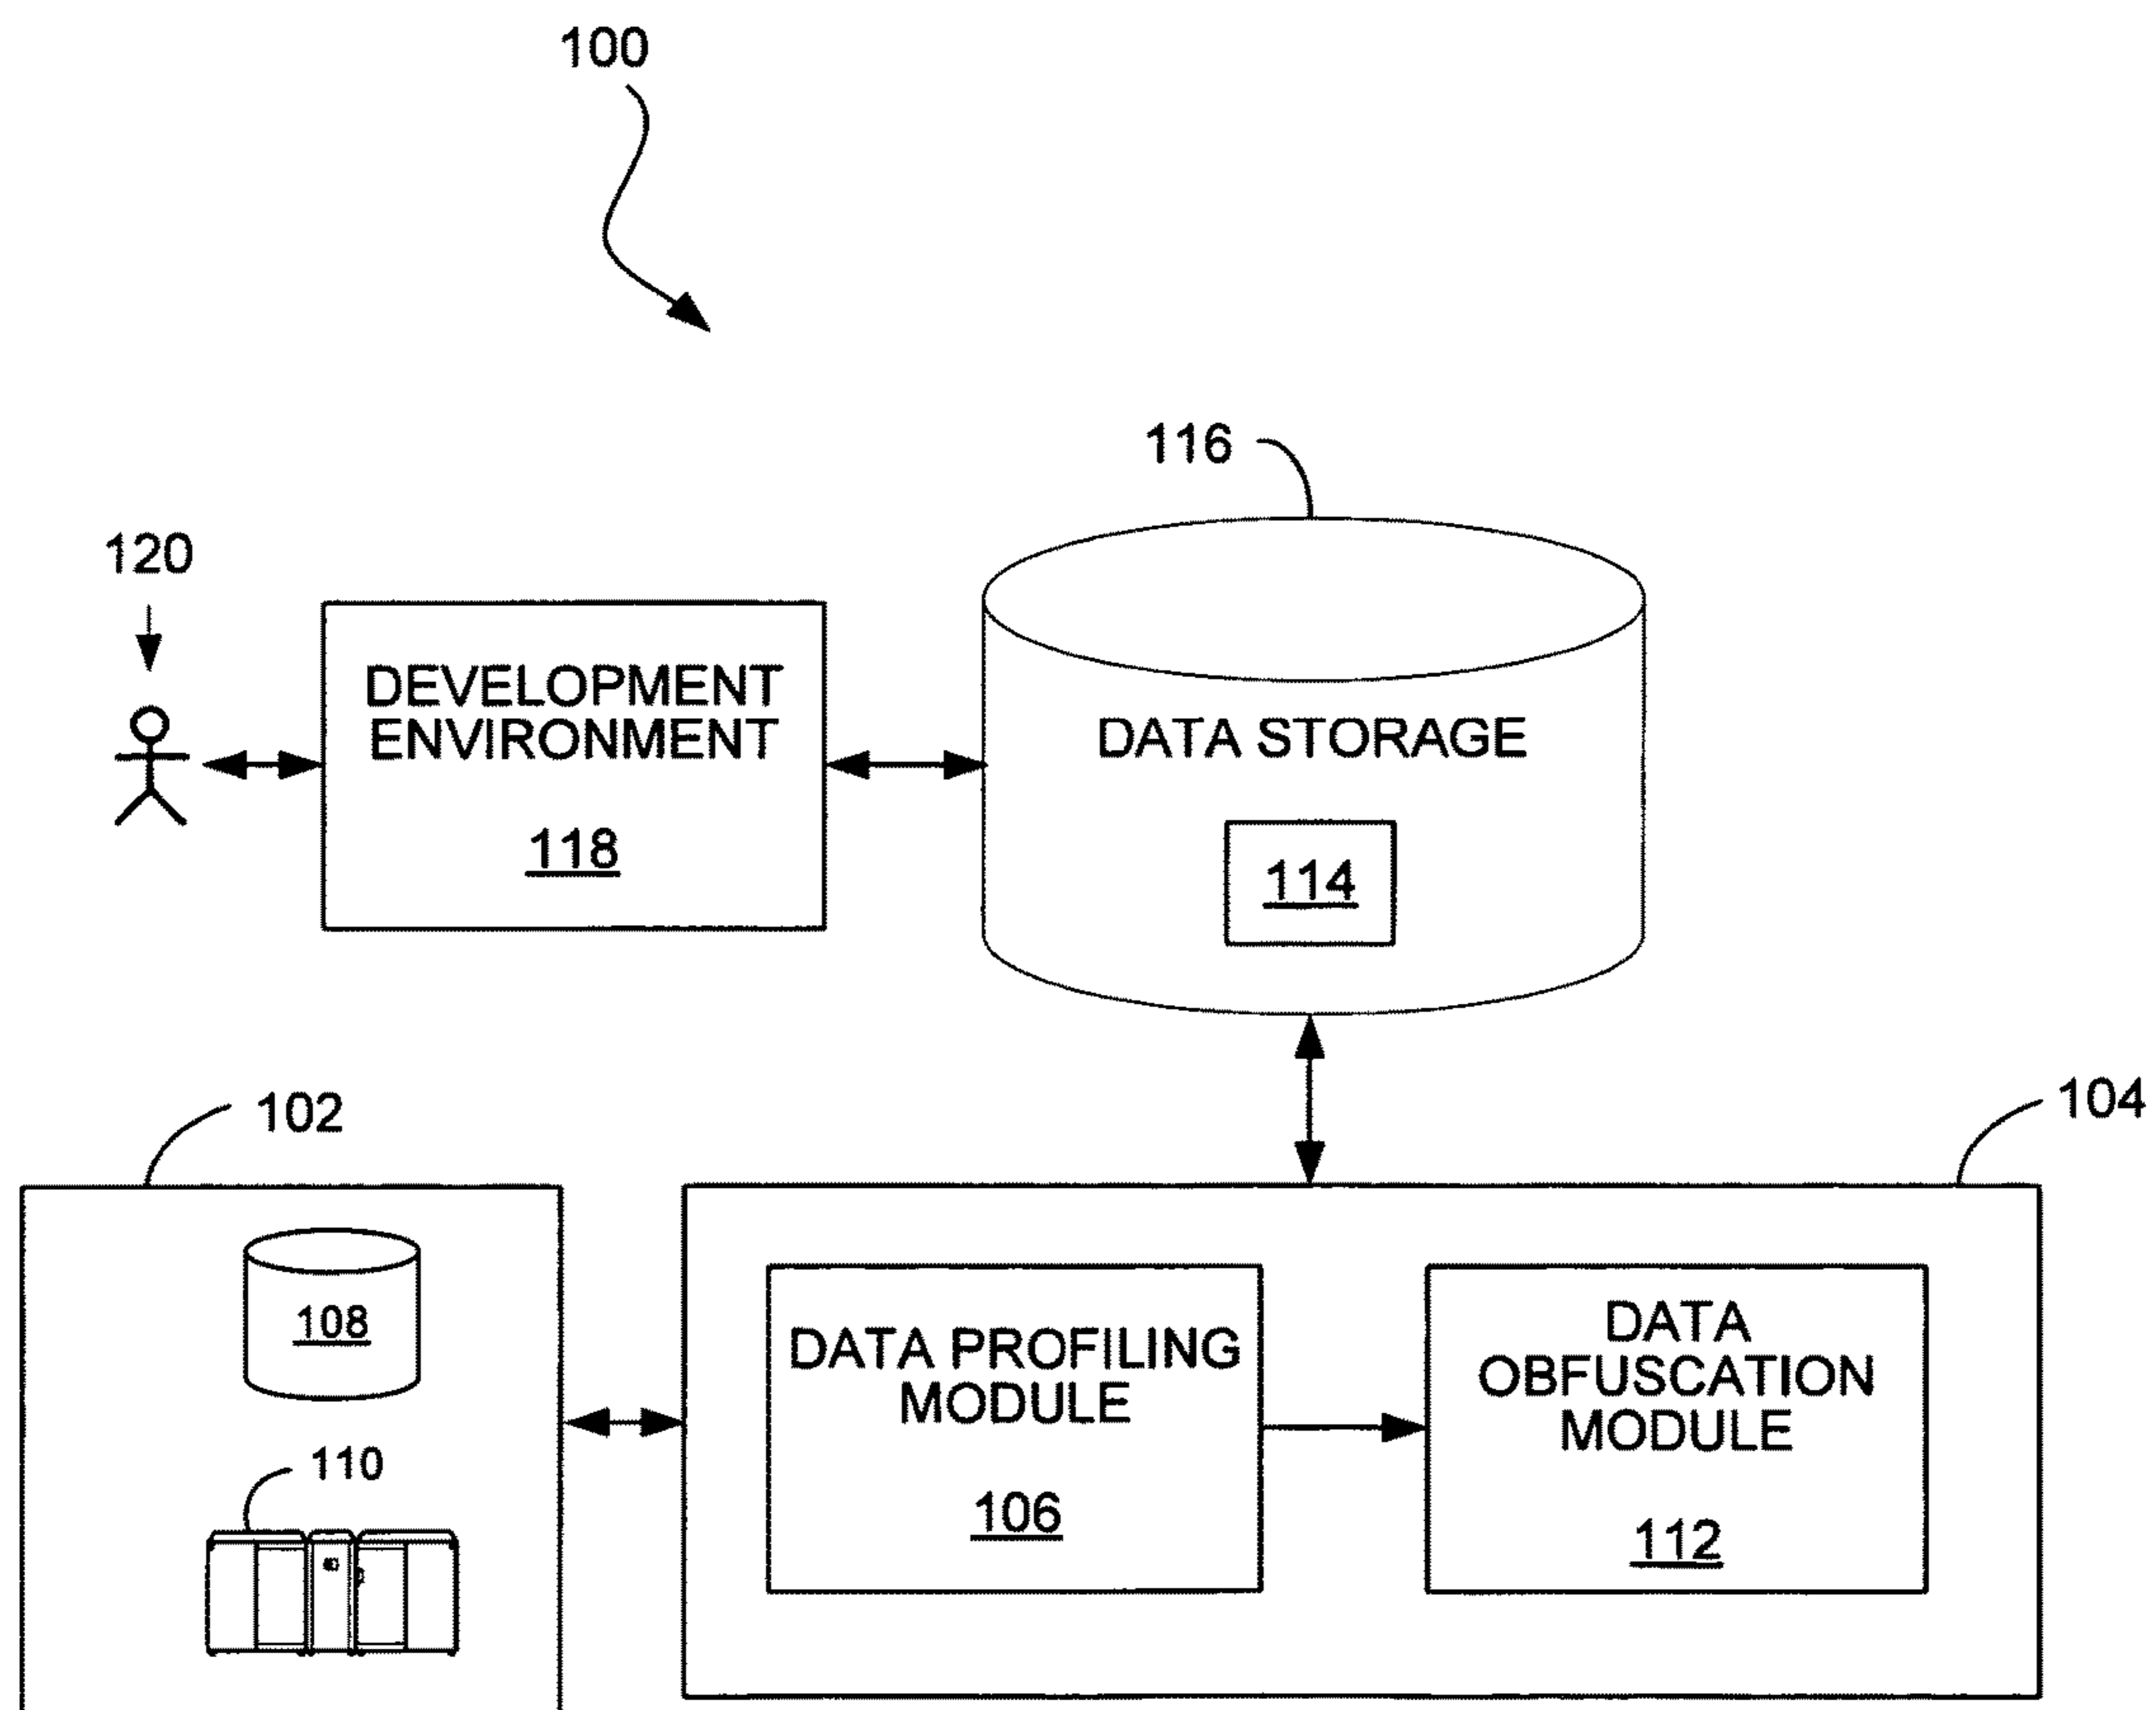 100
116
120
DEVELOPMENT
ENVIRONMENT
118
DATA STORAGE
114
102
104
108
110
DATA PROFILING
MODULE
106
DATA
OBFUSCATION
MODULE
112